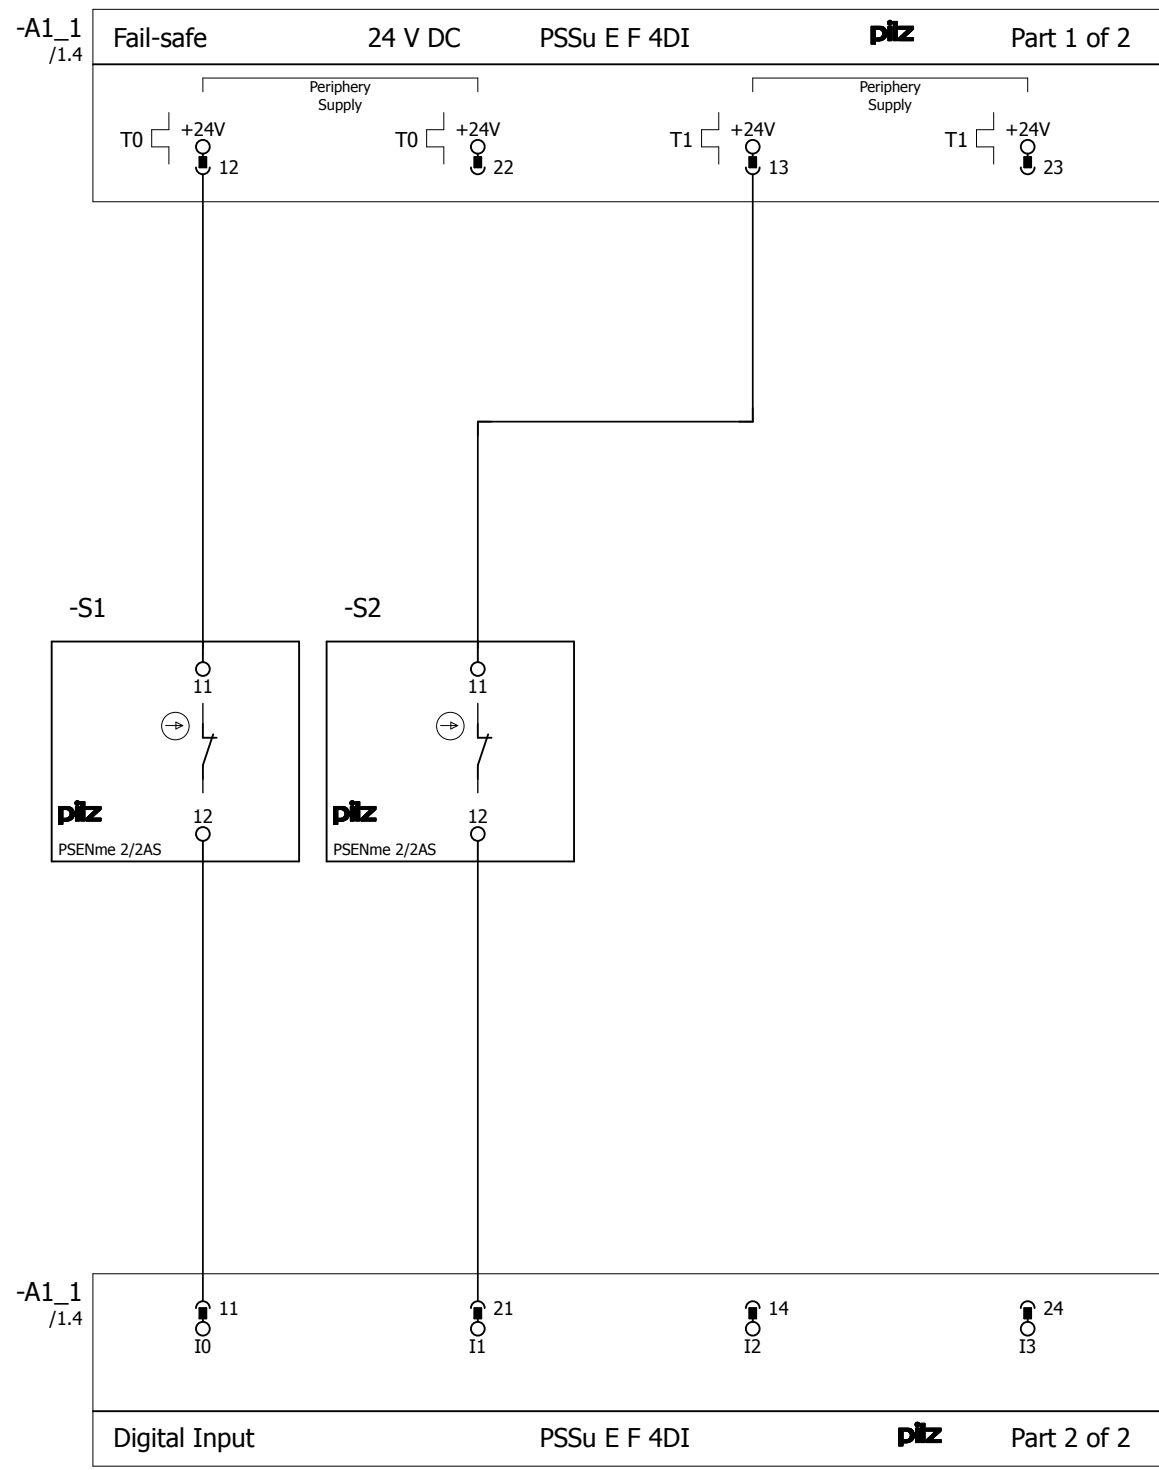 -A1_1
/1.4
Fail-safe 24 V DC PSSu E F 4DI pilz Part 1 of 2
Periphery Supply Periphery Supply
T0 +24V 12 T0 +24V 22 T1 +24V 13 T1 +24V 23
-S1 -S2
11 11
12 12
pilz pilz
PSENme 2/2AS PSENme 2/2AS
-A1_1
/1.4
11 21 14 24
I0 I1 I2 I3
Digital Input PSSu E F 4DI pilz Part 2 of 2